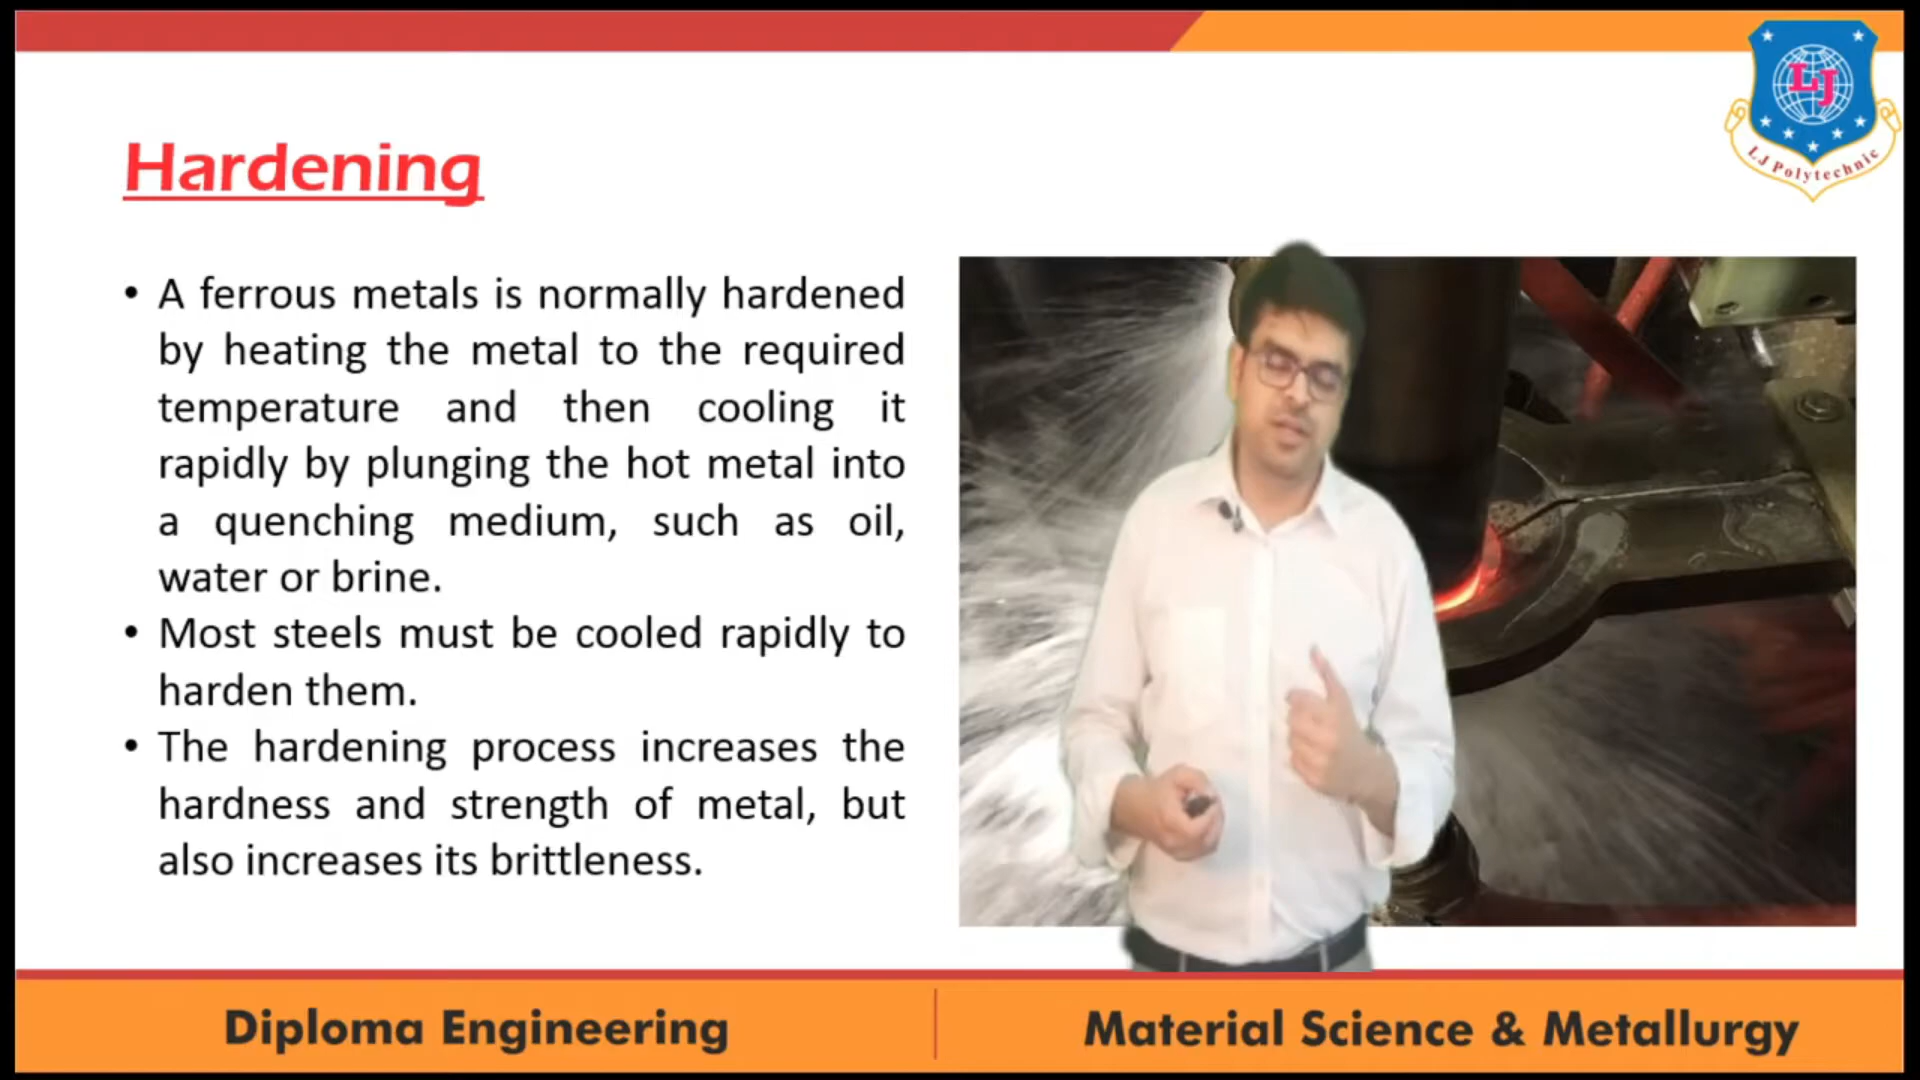 LJ
LJ Polytechnic
Hardening
• A ferrous metals is normally hardened
by heating the metal to the required
temperature and then cooling it
rapidly by plunging the hot metal into
a quenching medium, such as oil,
water or brine.
• Most steels must be cooled rapidly to
harden them.
• The hardening process increases the
hardness and strength of metal, but
also increases its brittleness.
Diploma Engineering
Material Science & Metallurgy